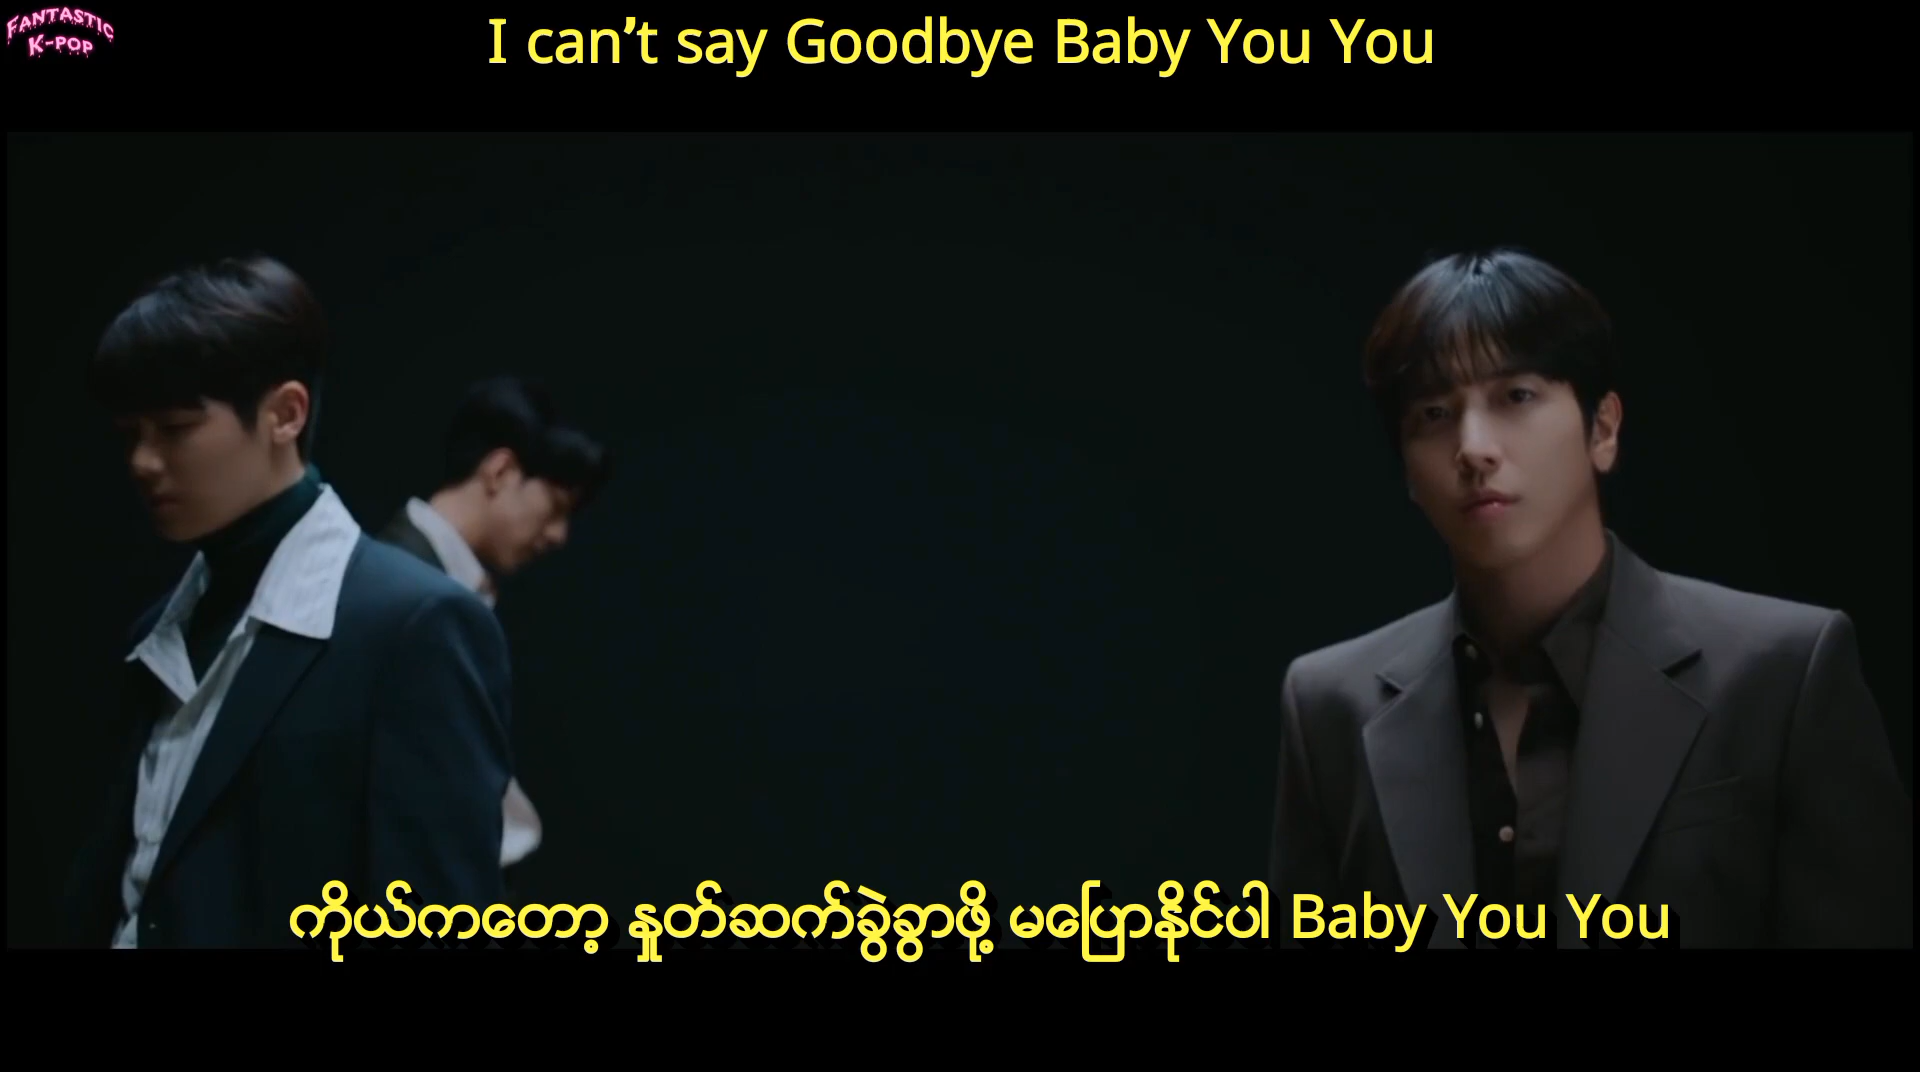 FANTASTIC
K-POP
I can’t say Goodbye Baby You You
ကိုယ်ကတော့ နှုတ်ဆက်ခွဲခွာဖို့ မပြောနိုင်ပါ Baby You You